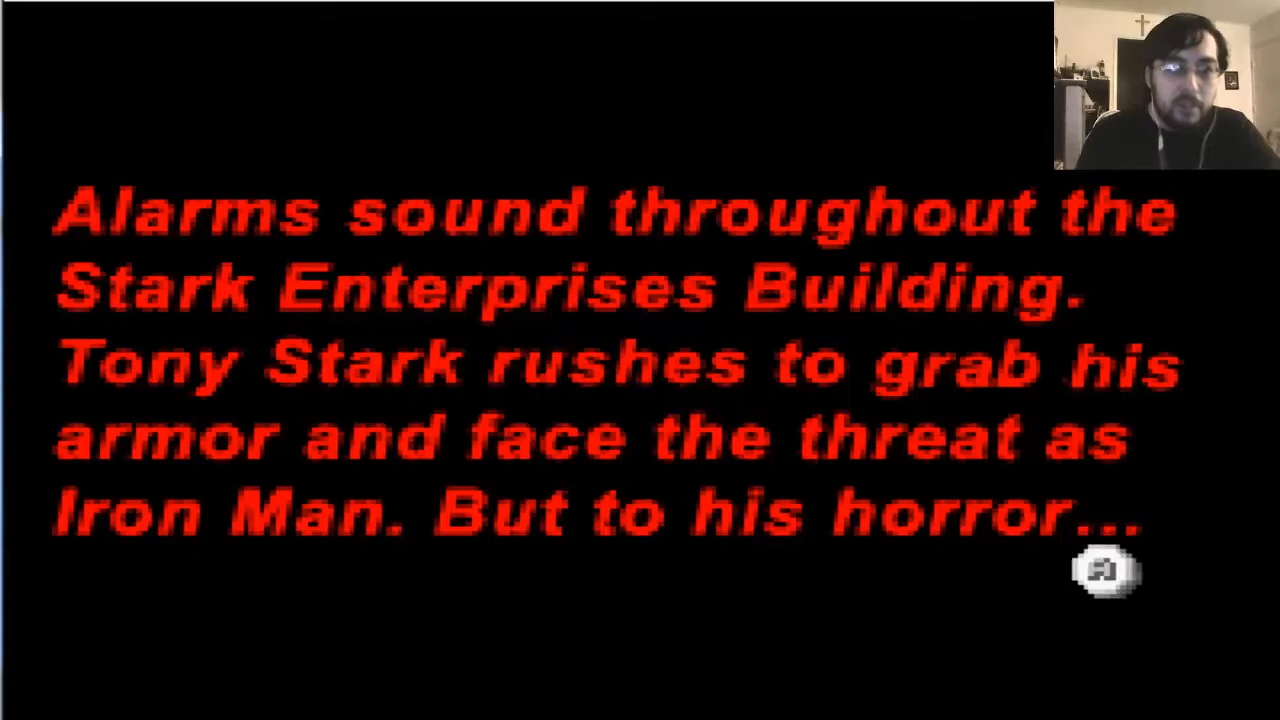 Alarms sound throughout the
Stark Enterprises Building.
Tony Stark rushes to grab his
armor and face the threat as
Iron Man. But to his horror...
A